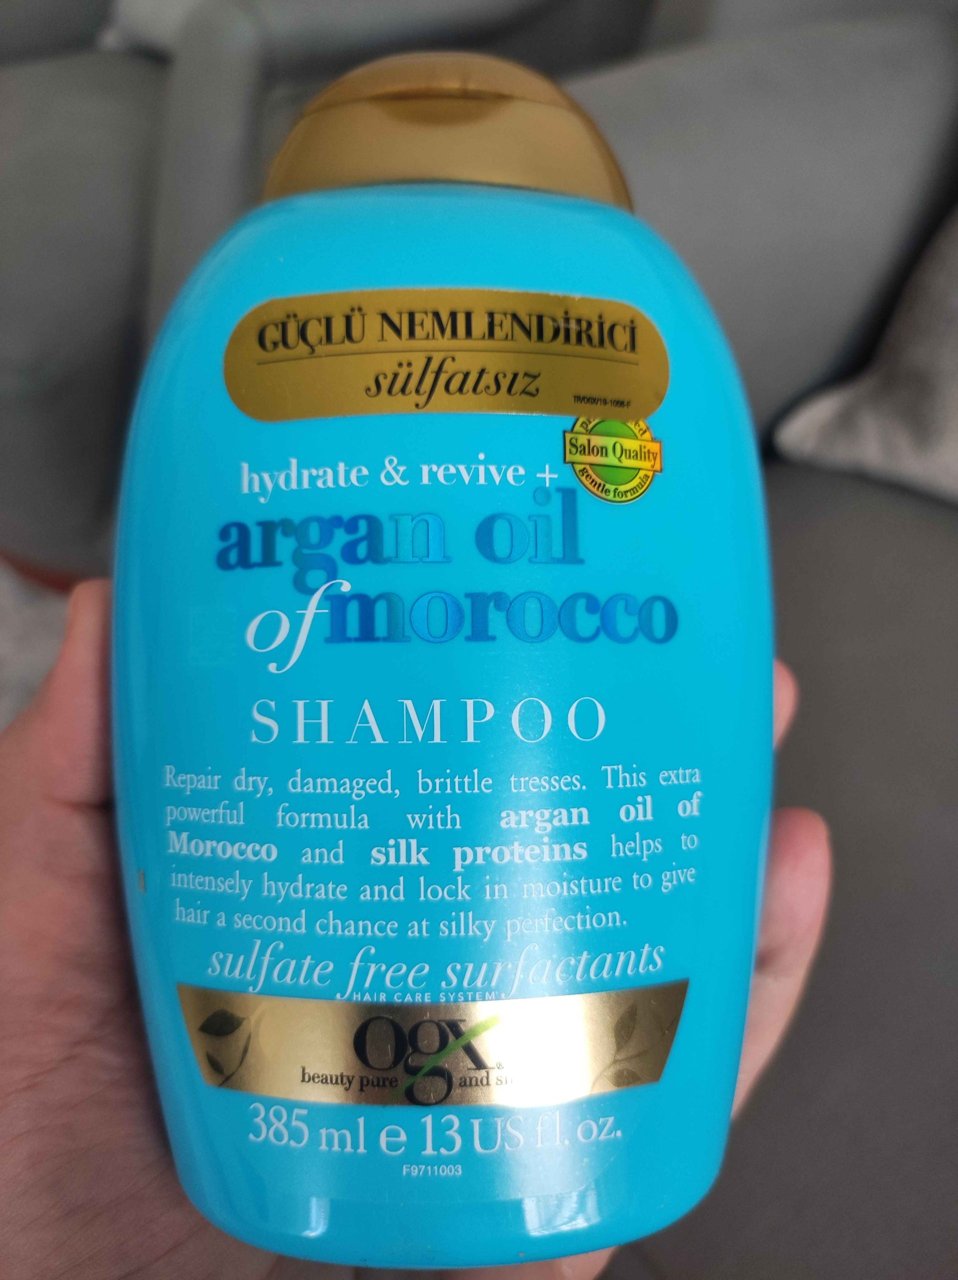 GÜÇLÜ NEMLENDİRİCİ
sülfatsız
Salon Quality
gentle formula
hydrate & revive +
argan oil
of morocco
SHAMPOO
Repair dry, damaged, brittle tresses. This extra
powerful formula with argan oil of
Morocco and silk proteins helps to
intensely hydrate and lock in moisture to give
hair a second chance at silky perfection.
sulfate free surfactants
HAIR CARE SYSTEM
ogx
beauty pure and
385 ml e 13 US fl. oz.
F9711003